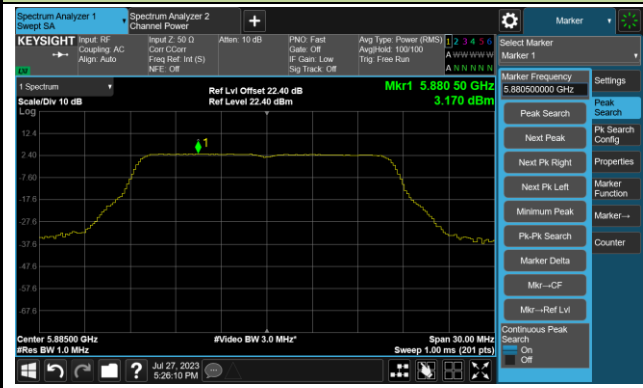 Spectrum Analyzer 1
Swept SA
Spectrum Analyzer 2
Channel Power
Marker
KEYSIGHT
Input: RF
Coupling: AC
Align: Auto
Input Z: 50 Ω
Corr CCorr
Freq Ref: Int (S)
NFE: Off
Atten: 10 dB
PNO: Fast
Gate: Off
IF Gain: Low
Sig Track: Off
Avg Type: Power (RMS)
Avg|Hold: 100/100
Trig: Free Run
1 2 3 4 5 6
A W W W W W
A N N N N N
LXI
1 Spectrum
Scale/Div 10 dB
Log
Ref Lvl Offset 22.40 dB
Ref Level 22.40 dBm
Mkr1 5.880 50 GHz
3.170 dBm
1
12.4
2.40
-7.60
-17.6
-27.6
-37.6
-47.6
-57.6
-67.6
Center 5.88500 GHz
#Res BW 1.0 MHz
#Video BW 3.0 MHz*
Span 30.00 MHz
Sweep 1.00 ms (201 pts)
Jul 27, 2023
5:26:10 PM
Select Marker
Marker 1
Marker Frequency
5.880500000 GHz
Peak Search
Next Peak
Next Pk Right
Next Pk Left
Minimum Peak
Pk-Pk Search
Marker Delta
Mkr→CF
Mkr→Ref Lvl
Continuous Peak
Search
On
Off
Settings
Peak
Search
Pk Search
Config
Properties
Marker
Function
Marker→
Counter